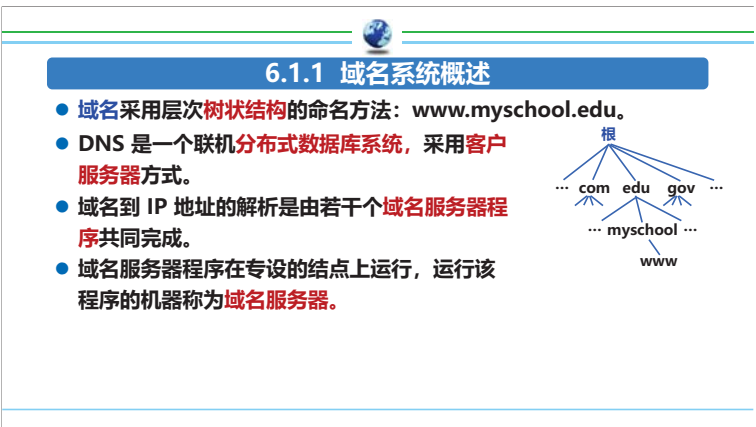 6.1.1 域名系统概述
域名采用层次树状结构的命名方法：www.myschool.edu。
DNS 是一个联机分布式数据库系统，采用客户
服务器方式。
域名到 IP 地址的解析是由若干个域名服务器程
序共同完成。
域名服务器程序在专设的结点上运行，运行该
程序的机器称为域名服务器。
根
… com edu gov …
… myschool …
www